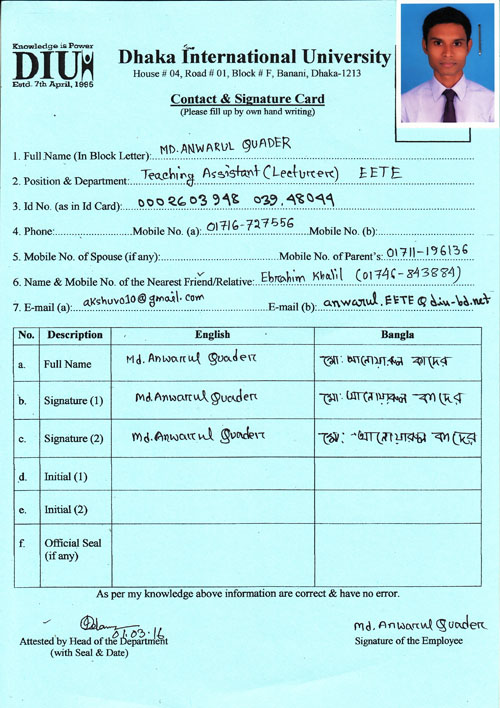 Knowledge is Power
DIU
Estd. 7th April, 1995
Dhaka International University
House # 04, Road # 01, Block # F, Banani, Dhaka-1213
Contact & Signature Card
(Please fill up by own hand writing)
1. Full Name (In Block Letter): MD. ANWARUL QUADER
2. Position & Department: Teaching Assistant (Lecturer) EETE
3. Id No. (as in Id Card): 0002603948 039.48044
4. Phone: Mobile No. (a): 01716-727556 Mobile No. (b):
5. Mobile No. of Spouse (if any): Mobile No. of Parent's: 01711-196136
6. Name & Mobile No. of the Nearest Friend/Relative: Ebrahim Khalil (01746-843884)
7. E-mail (a): akshuvo10@gmail.com E-mail (b): anwarul.EETE@diu-bd.net
No. Description English Bangla
a. Full Name Md. Anwarul Quader মো: আনোয়ারুল কাদের
b. Signature (1) Md. Anwarul Quader মো: আনোয়ারুল কাদের
c. Signature (2) Md. Anwarul Quader মো: আনোয়ারুল কাদের
d. Initial (1)
e. Initial (2)
f. Official Seal
(if any)
As per my knowledge above information are correct & have no error.
01.03.16 Md. Anwarul Quader
Attested by Head of the Department Signature of the Employee
(with Seal & Date)